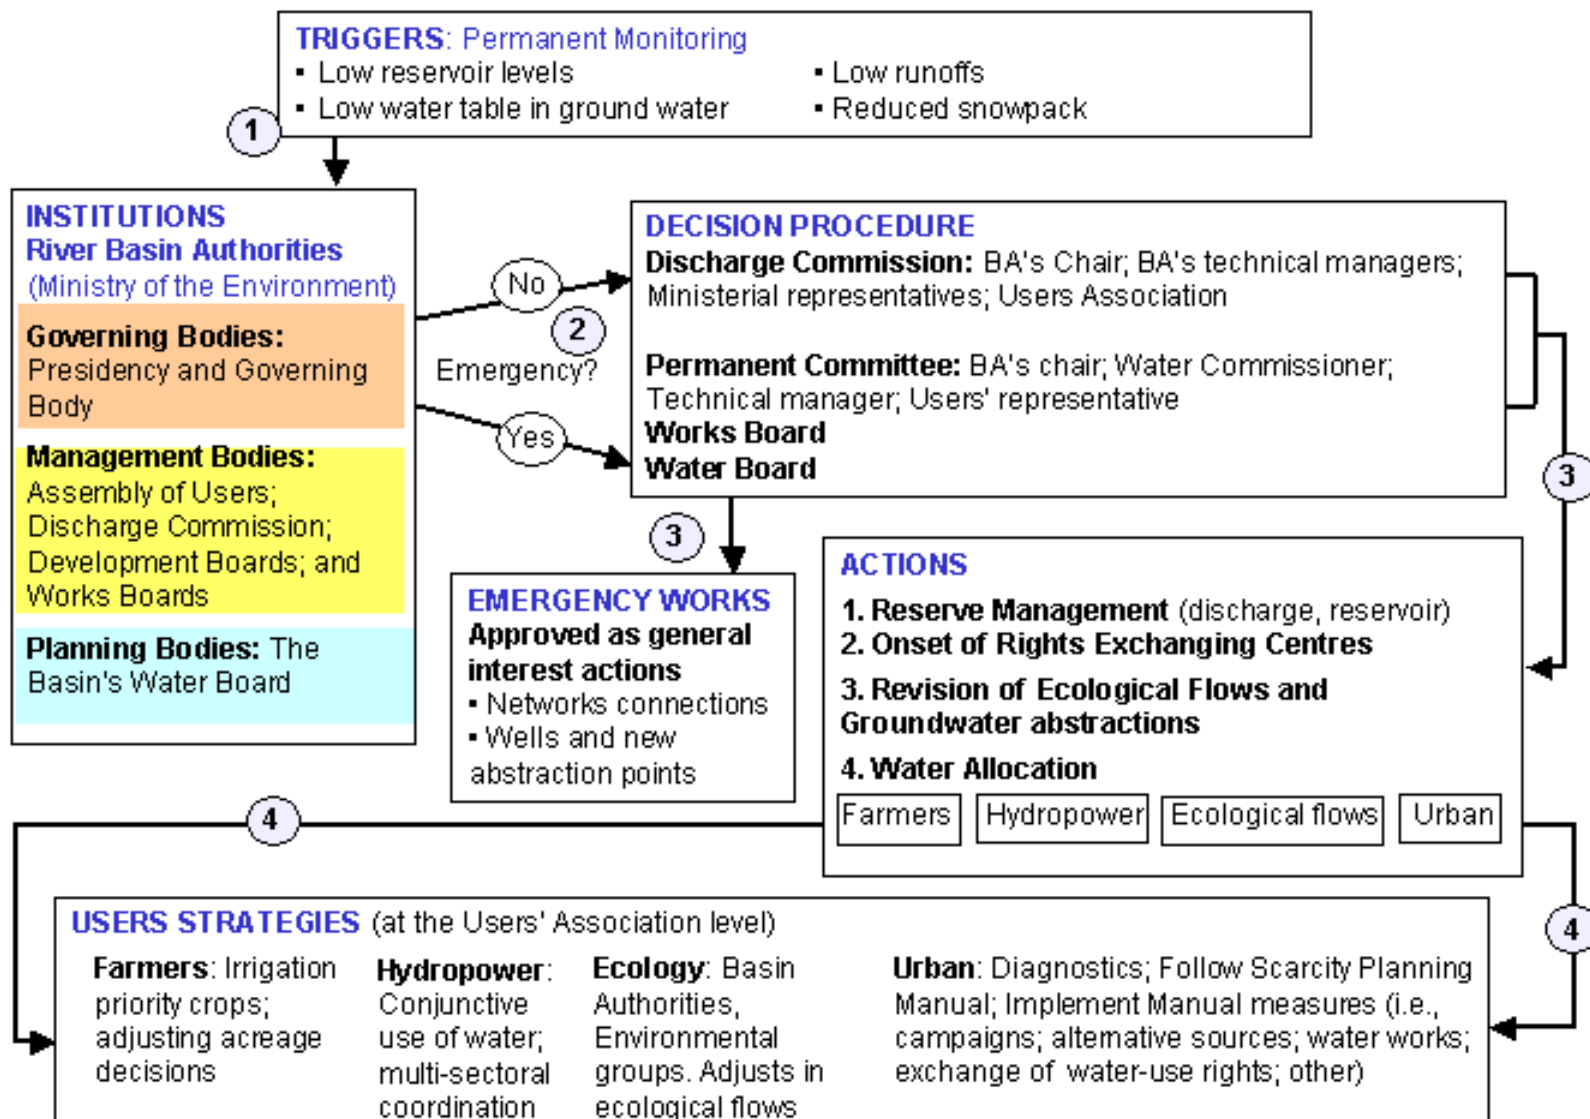 TRIGGERS: Permanent Monitoring
▪ Low reservoir levels
▪ Low runoffs
▪ Low water table in ground water
▪ Reduced snowpack
1
INSTITUTIONS
River Basin Authorities
(Ministry of the Environment)
Governing Bodies:
Presidency and Governing
Body
Management Bodies:
Assembly of Users;
Discharge Commission;
Development Boards; and
Works Boards
Planning Bodies: The
Basin's Water Board
No
2
Emergency?
Yes
DECISION PROCEDURE
Discharge Commission: BA's Chair; BA's technical managers;
Ministerial representatives; Users Association
Permanent Committee: BA's chair; Water Commissioner;
Technical manager; Users' representative
Works Board
Water Board
3
3
EMERGENCY WORKS
Approved as general
interest actions
▪ Networks connections
▪ Wells and new
abstraction points
ACTIONS
1. Reserve Management (discharge, reservoir)
2. Onset of Rights Exchanging Centres
3. Revision of Ecological Flows and
Groundwater abstractions
4. Water Allocation
Farmers
Hydropower
Ecological flows
Urban
4
4
USERS STRATEGIES (at the Users' Association level)
Farmers: Irrigation
priority crops;
adjusting acreage
decisions
Hydropower:
Conjunctive
use of water;
multi-sectoral
coordination
Ecology: Basin
Authorities,
Environmental
groups. Adjusts in
ecological flows
Urban: Diagnostics; Follow Scarcity Planning
Manual; Implement Manual measures (i.e.,
campaigns; alternative sources; water works;
exchange of water-use rights; other)